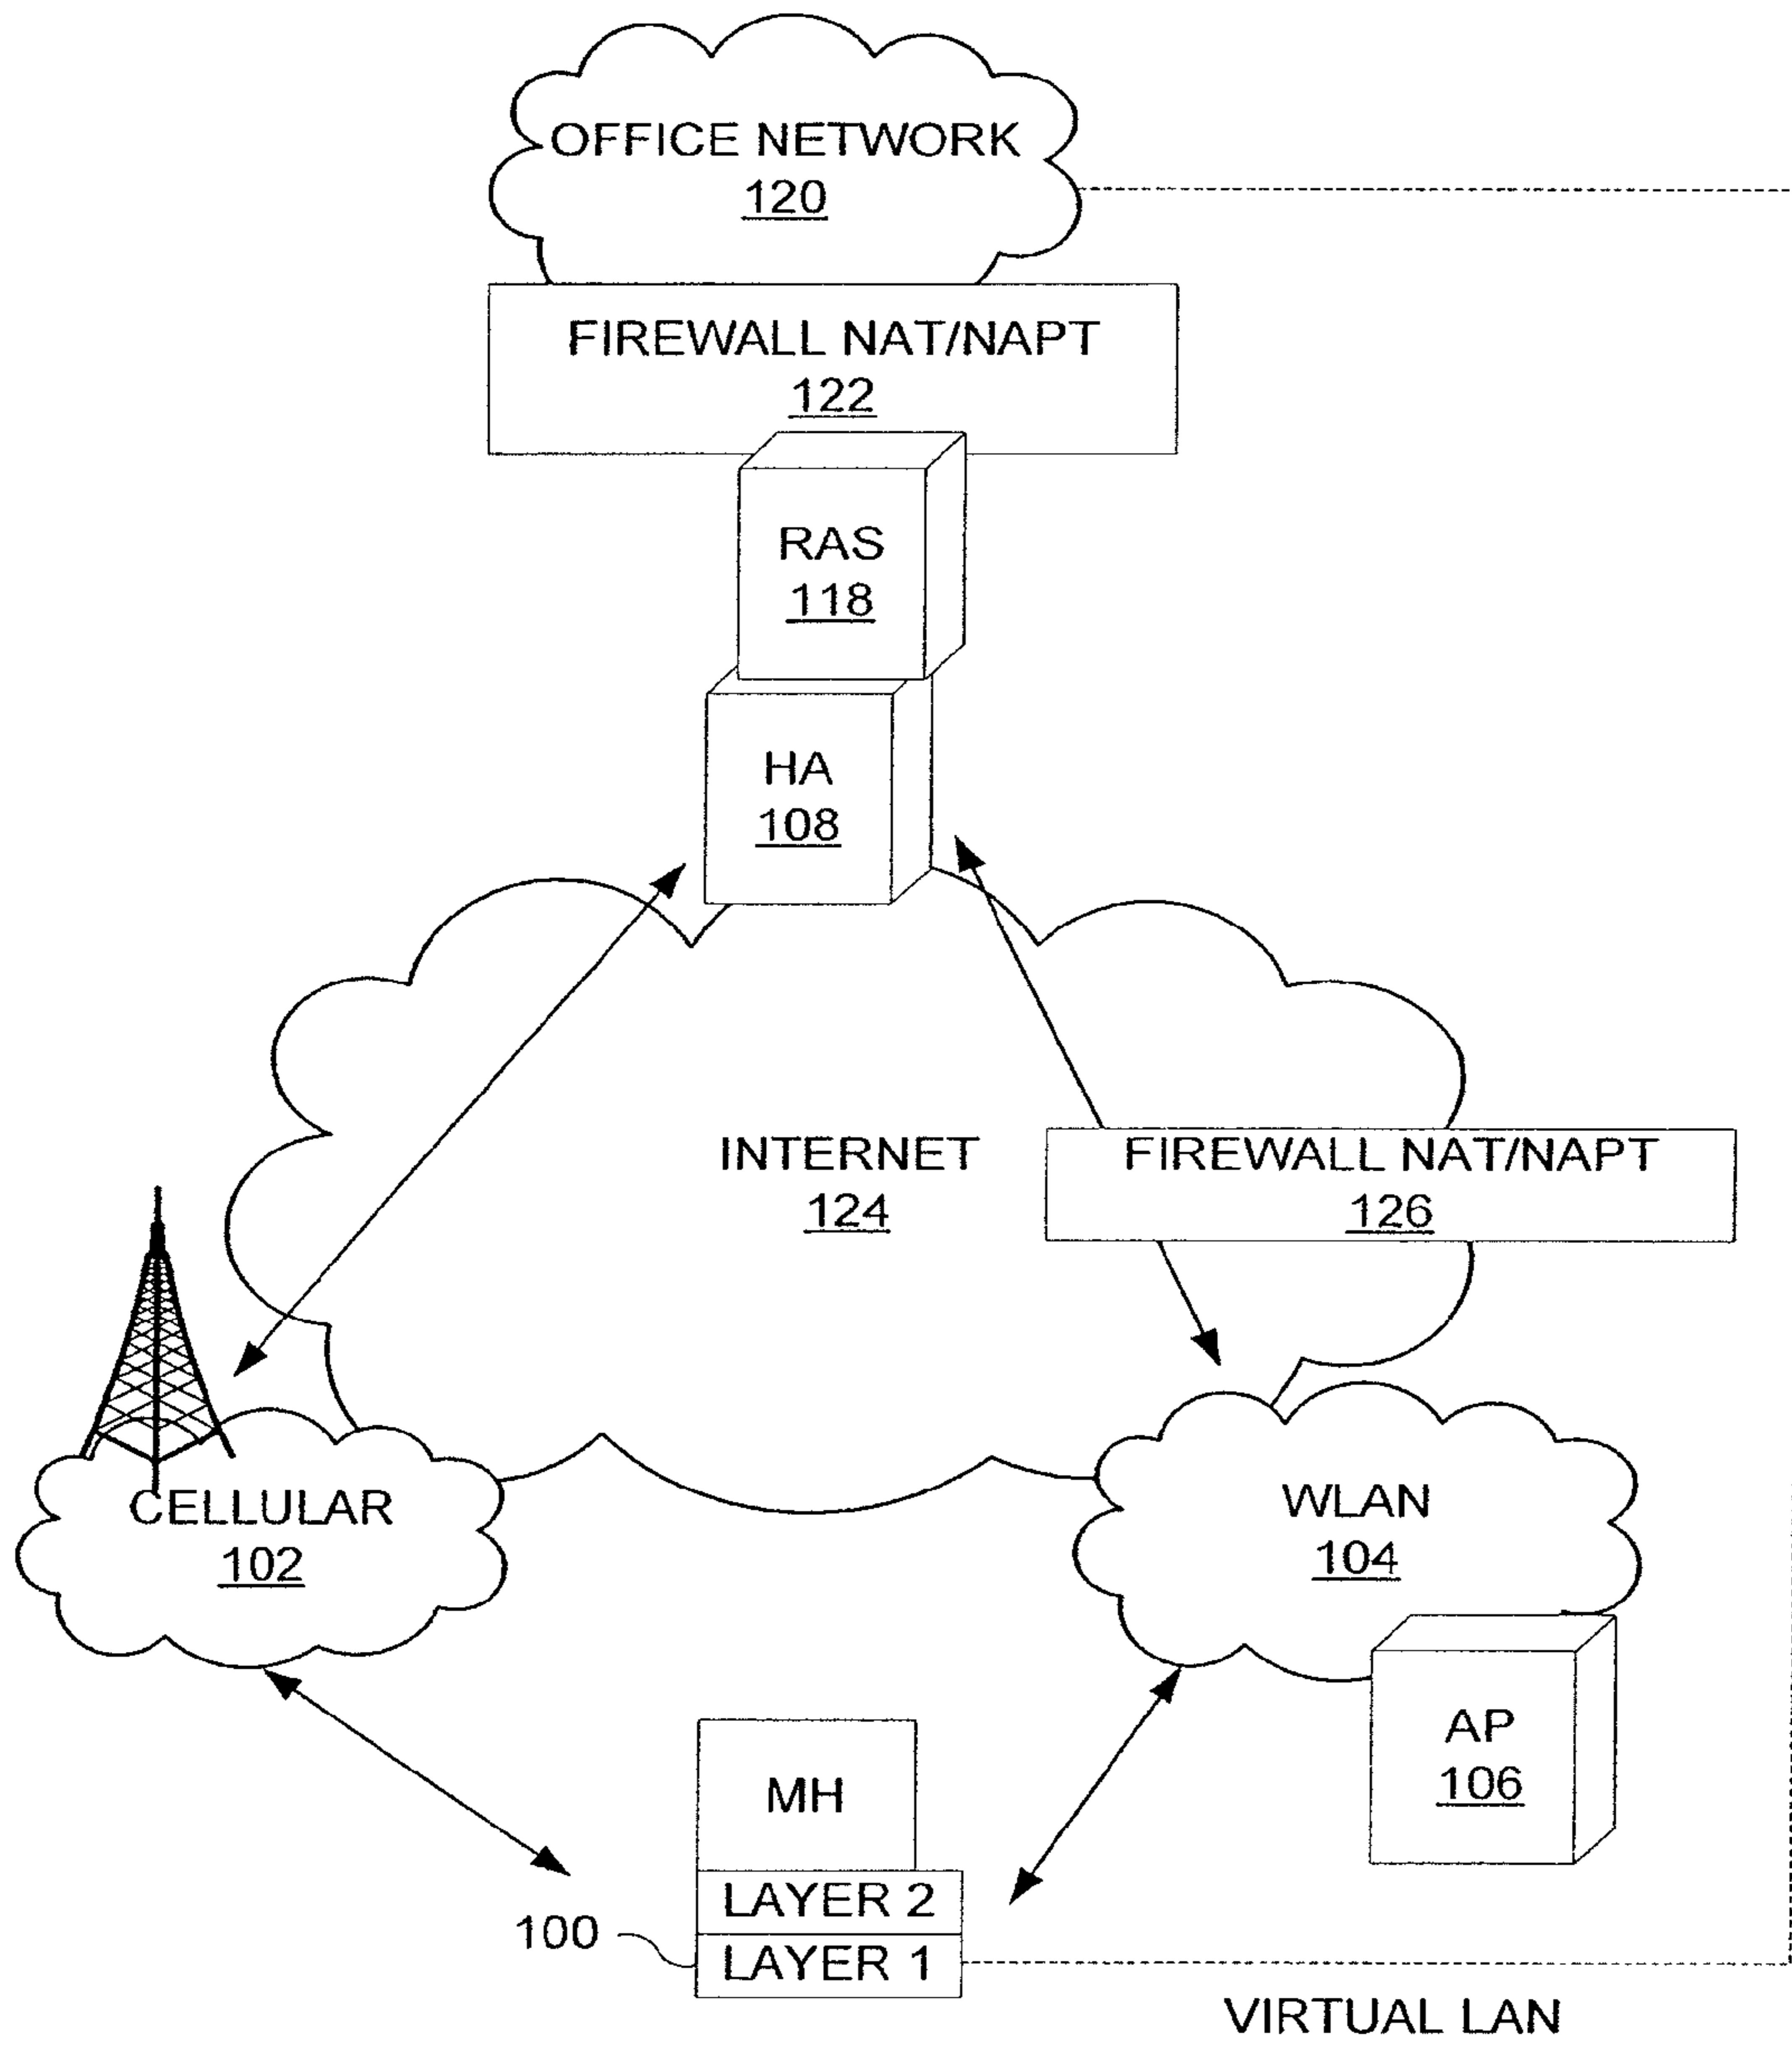 OFFICE NETWORK
120
FIREWALL NAT/NAPT
122
RAS
118
HA
108
INTERNET
124
FIREWALL NAT/NAPT
126
CELLULAR
102
WLAN
104
AP
106
MH
LAYER 2
100
LAYER 1
VIRTUAL LAN